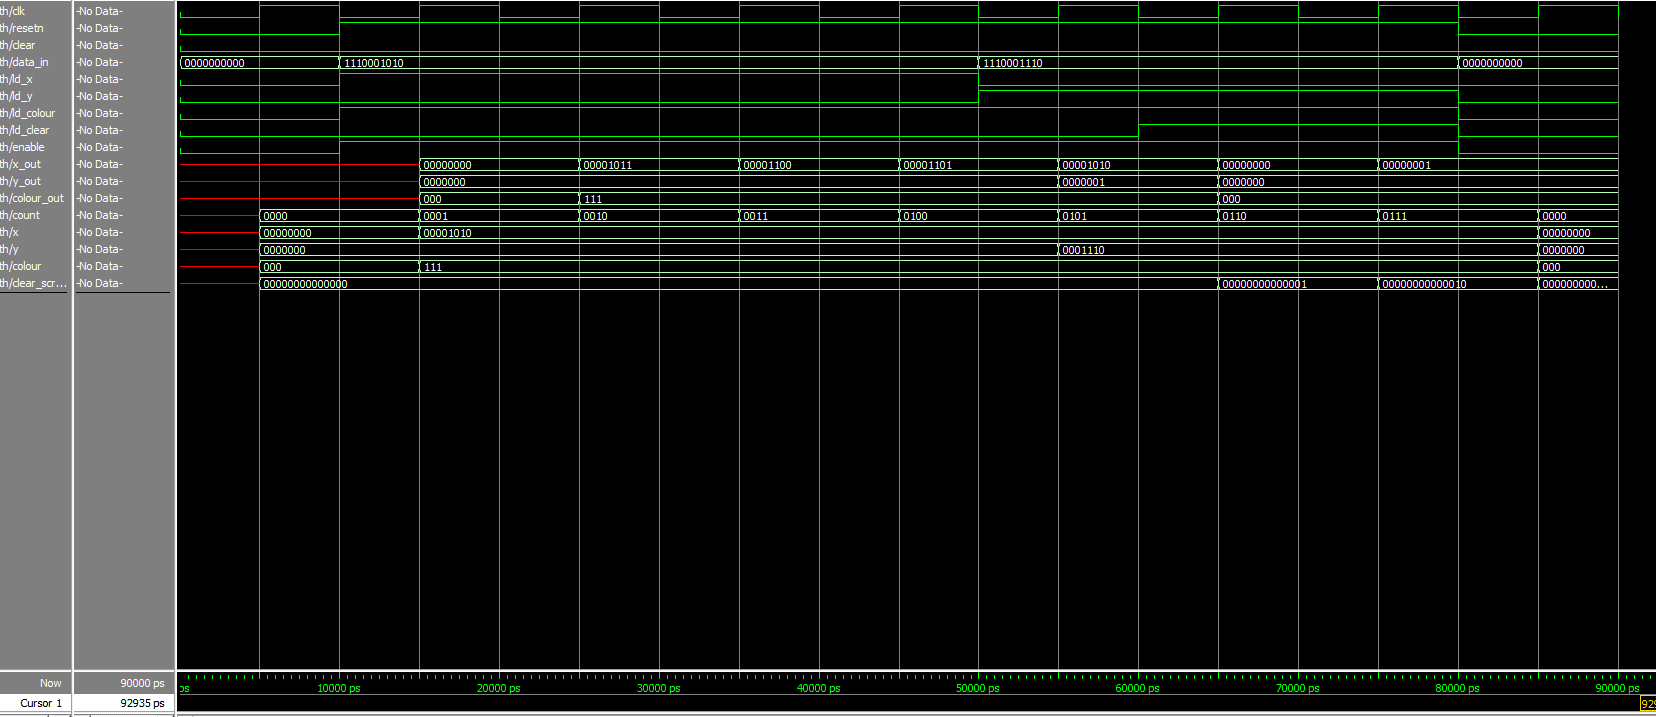 th/clk -No Data-
th/resetn -No Data-
th/clear -No Data-
th/data_in -No Data- 0000000000 1110001010 1110001110 0000000000
th/ld_x -No Data-
th/ld_y -No Data-
th/ld_colour -No Data-
th/ld_clear -No Data-
th/enable -No Data-
th/x_out -No Data- 00000000 00001011 00001100 00001101 00001010 00000000 00000001
th/y_out -No Data- 0000000 0000001 0000000
th/colour_out -No Data- 000 111 000
th/count -No Data- 0000 0001 0010 0011 0100 0101 0110 0111 0000
th/x -No Data- 00000000 00001010 00000000
th/y -No Data- 0000000 0001110 0000000
th/colour -No Data- 000 111 000
th/clear_scr... -No Data- 00000000000000 00000000000001 00000000000010 000000000...
Now 90000 ps ps 10000 ps 20000 ps 30000 ps 40000 ps 50000 ps 60000 ps 70000 ps 80000 ps 90000 ps
Cursor 1 92935 ps 929